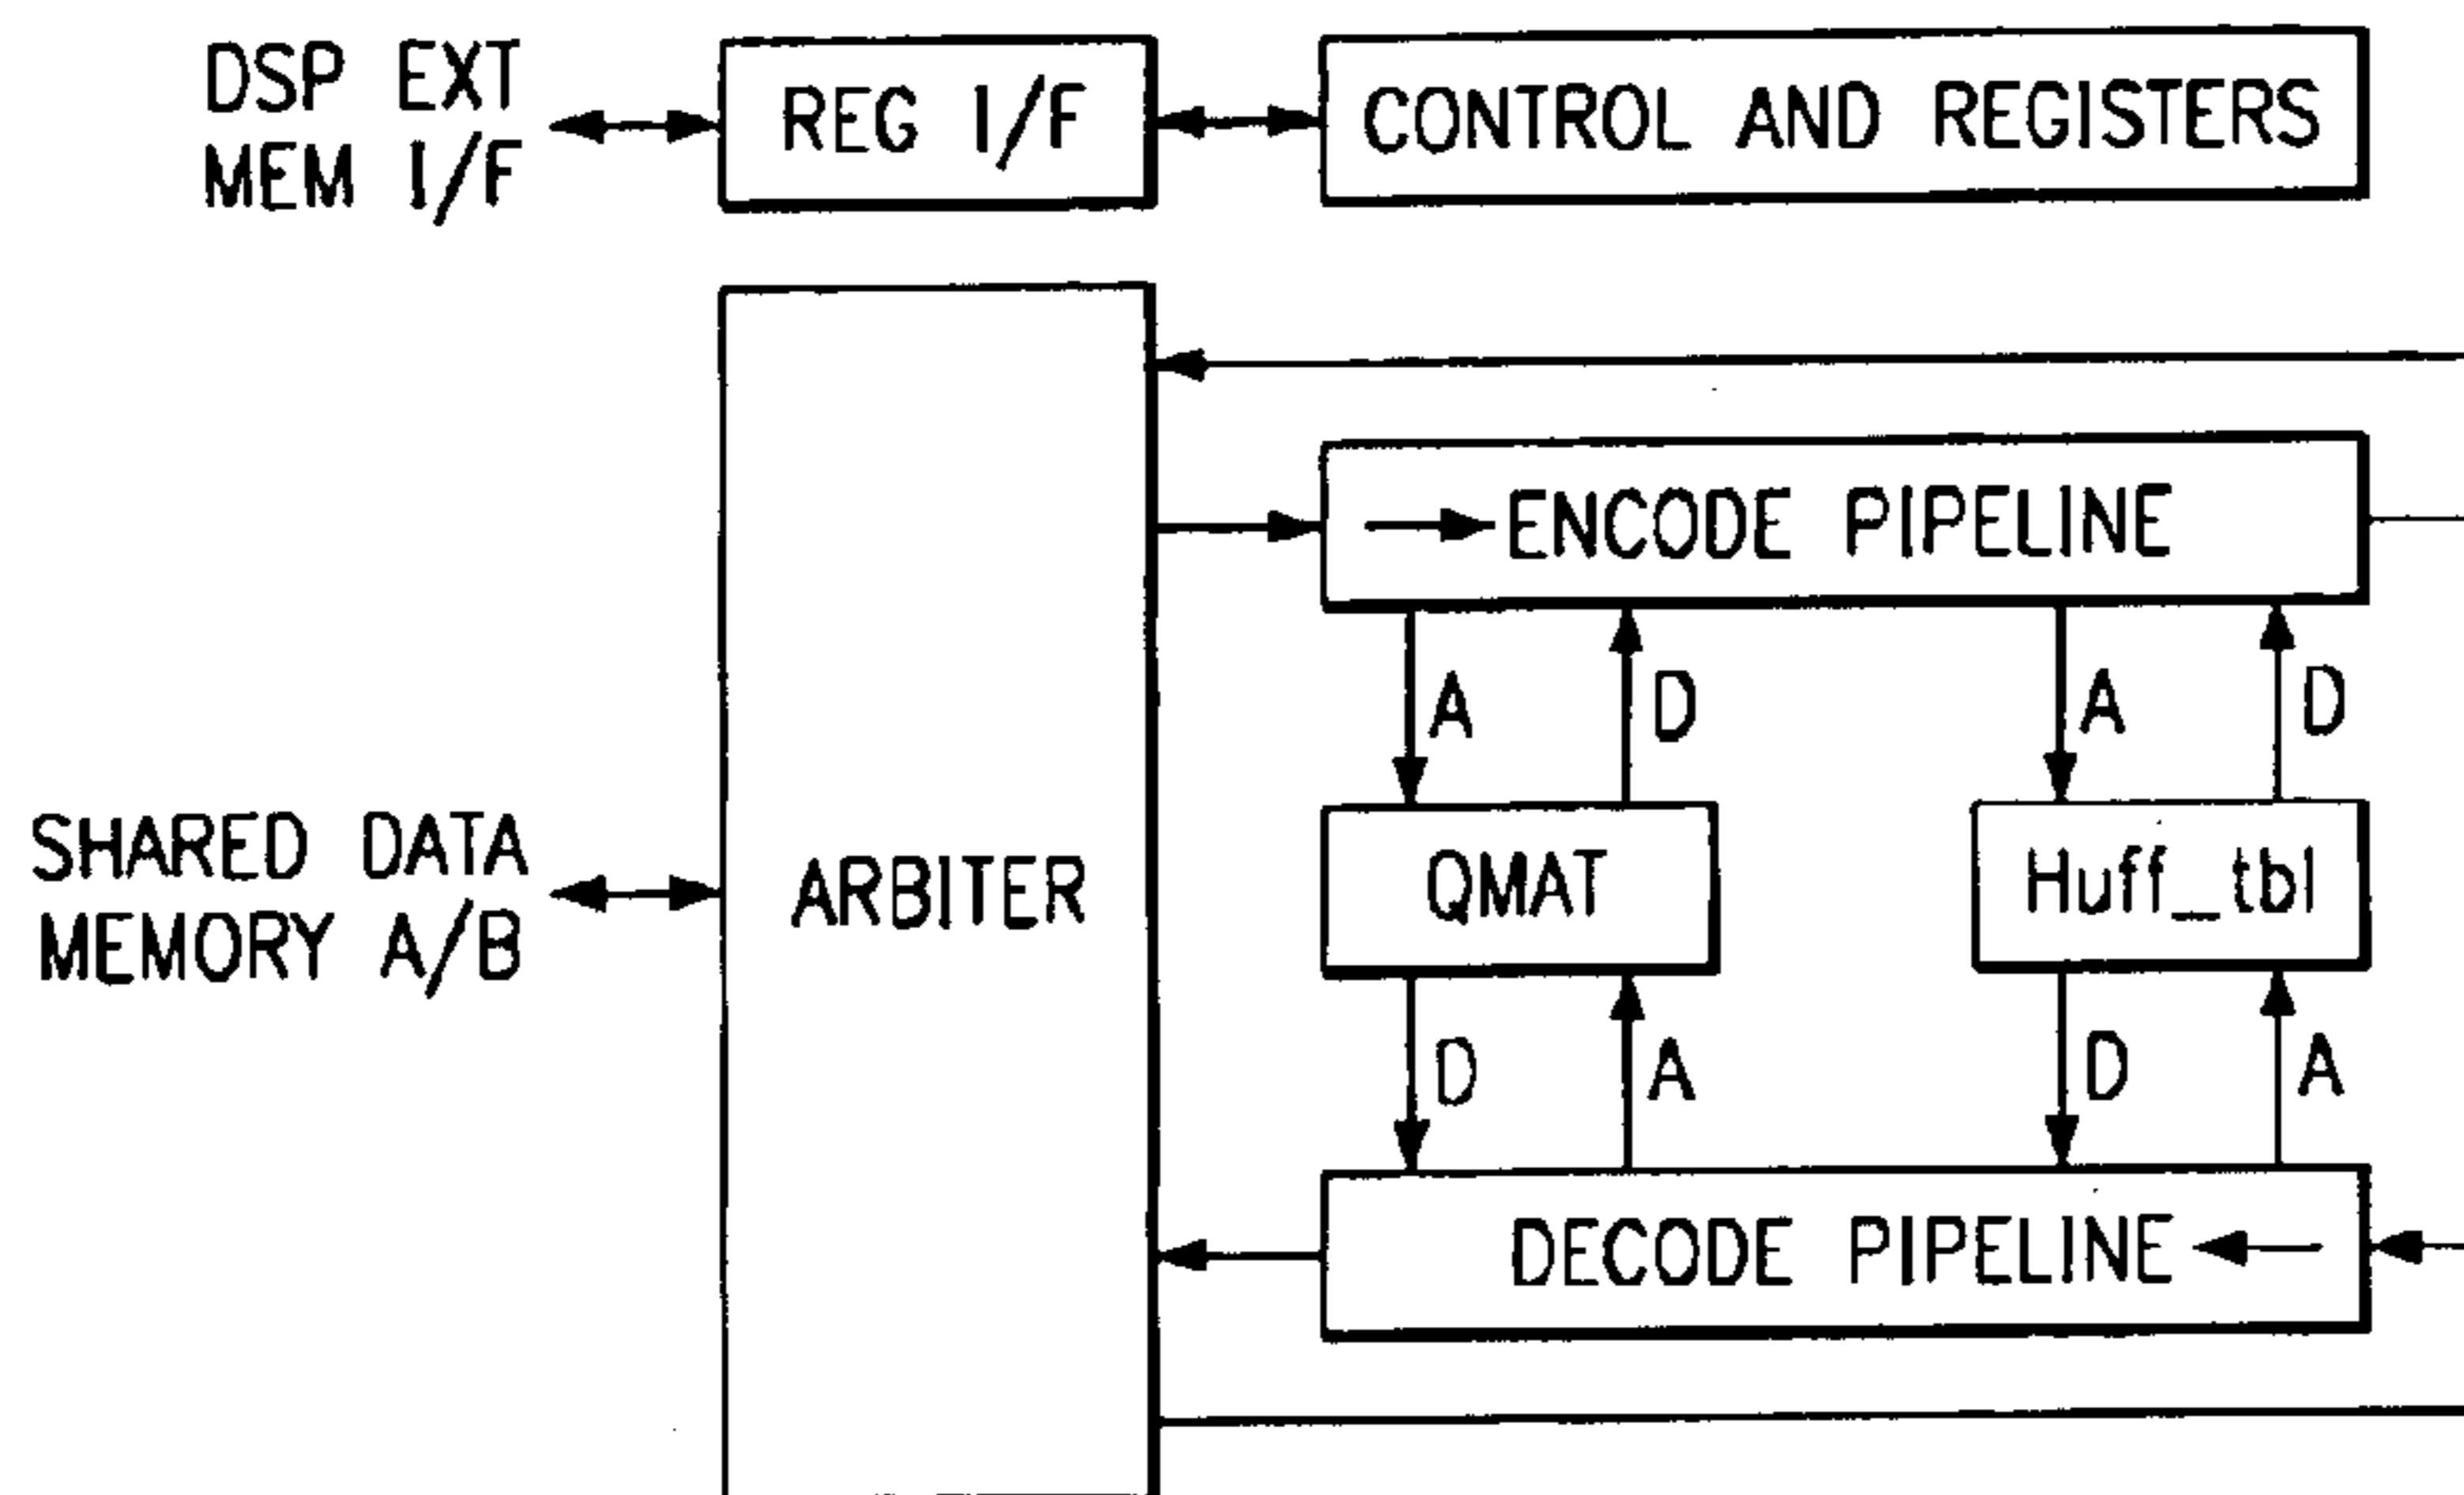 DSP EXT
MEM I/F
REG I/F
CONTROL AND REGISTERS
ENCODE PIPELINE
A
D
A
D
SHARED DATA
MEMORY A/B
ARBITER
QMAT
Huff_tbl
D
A
D
A
DECODE PIPELINE